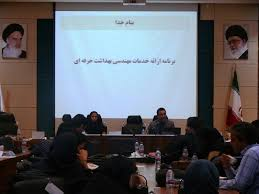 بنام خدا
برنامه ارائه خدمات مهندسی بهداشت حرفه ای